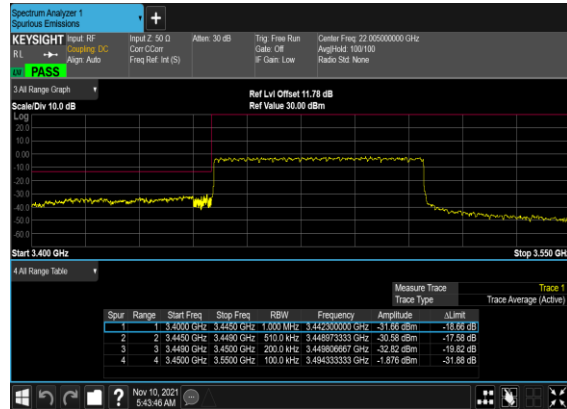 Spectrum Analyzer 1
Spurious Emissions
KEYSIGHT Input: RF Input Z: 50 Ω Atten: 30 dB Trig: Free Run Center Freq: 22.005000000 GHz
RL Coupling: DC Corr CCorr Gate: Off Avg|Hold: 100/100
Align: Auto Freq Ref: Int (S) IF Gain: Low Radio Std: None
PASS
3 All Range Graph
Ref Lvl Offset 11.78 dB
Scale/Div 10.0 dB Ref Value 30.00 dBm
Log
20.0
10.0
0.00
-10.0
-20.0
-30.0
-40.0
-50.0
-60.0
Start 3.400 GHz Stop 3.550 GH
4 All Range Table
Measure Trace Trace 1
Trace Type Trace Average (Active)
Spur Range Start Freq Stop Freq RBW Frequency Amplitude ΔLimit
1 1 3.4000 GHz 3.4450 GHz 1.000 MHz 3.442300000 GHz -31.66 dBm -18.66 dB
2 2 3.4450 GHz 3.4490 GHz 510.0 kHz 3.448973333 GHz -30.58 dBm -17.58 dB
3 3 3.4490 GHz 3.4500 GHz 200.0 kHz 3.449806667 GHz -32.82 dBm -19.82 dB
4 4 3.4500 GHz 3.5500 GHz 100.0 kHz 3.494333333 GHz -1.876 dBm -31.88 dB
Nov 10, 2021
5:43:46 AM